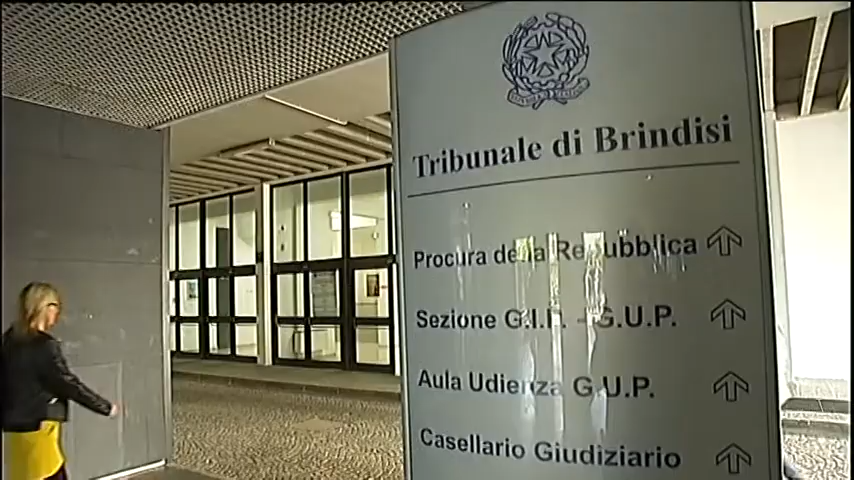 Tribunale di Brindisi
Procura della Repubblica
Sezione G.I.P. - G.U.P.
Aula Udienza G.U.P.
Casellario Giudiziario